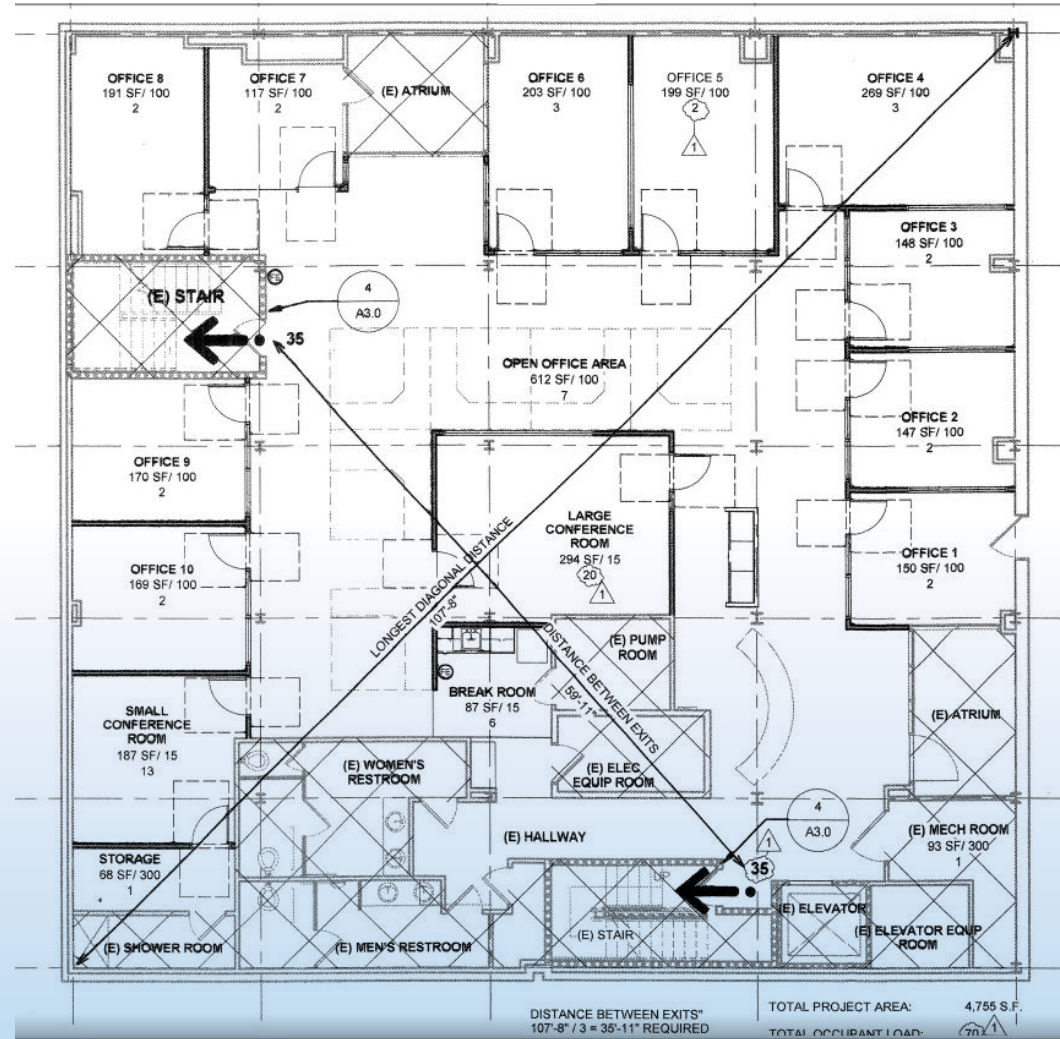 OFFICE 8
191 SF/ 100
2
OFFICE 7
117 SF/ 100
2
(E) ATRIUM
OFFICE 6
203 SF/ 100
3
OFFICE 5
199 SF/ 100
2
1
OFFICE 4
269 SF/ 100
3
OFFICE 3
148 SF/ 100
2
(E) STAIR
FE
4
A3.0
35
OPEN OFFICE AREA
612 SF/ 100
7
OFFICE 2
147 SF/ 100
2
OFFICE 9
170 SF/ 100
2
LARGE
CONFERENCE
ROOM
294 SF/ 15
20
1
OFFICE 1
150 SF/ 100
2
OFFICE 10
169 SF/ 100
2
LONGEST DIAGONAL DISTANCE
107'-8"
DISTANCE BETWEEN EXITS
59'-11"
(E) PUMP
ROOM
FE
BREAK ROOM
87 SF/ 15
6
SMALL
CONFERENCE
ROOM
187 SF/ 15
13
(E) ATRIUM
(E) WOMEN'S
RESTROOM
(E) ELEC
EQUIP ROOM
4
A3.0
(E) HALLWAY
1
35
(E) MECH ROOM
93 SF/ 300
1
STORAGE
68 SF/ 300
1
(E) ELEVATOR
(E) ELEVATOR EQUP
ROOM
(E) SHOWER ROOM
(E) MEN'S RESTROOM
(E) STAIR
DISTANCE BETWEEN EXITS"
107'-8" / 3 = 35'-11" REQUIRED
TOTAL PROJECT AREA: 4,755 S.F.
TOTAL OCCUPANT LOAD: 70 1